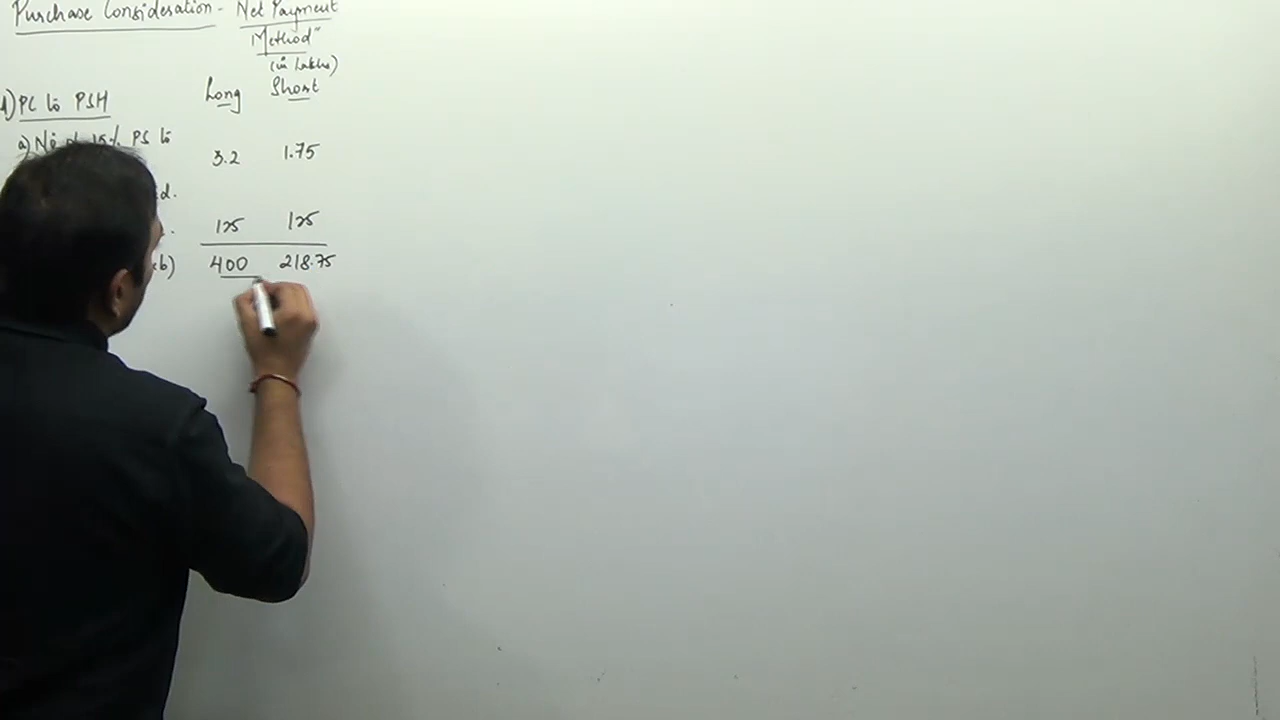 Purchase Consideration - Net Payment
Method"
(in Lakhs)
Long Short
1) PC to PSH
a) No of 15% PS to
3.2 1.75
d.
125 125
b) 400 218.75